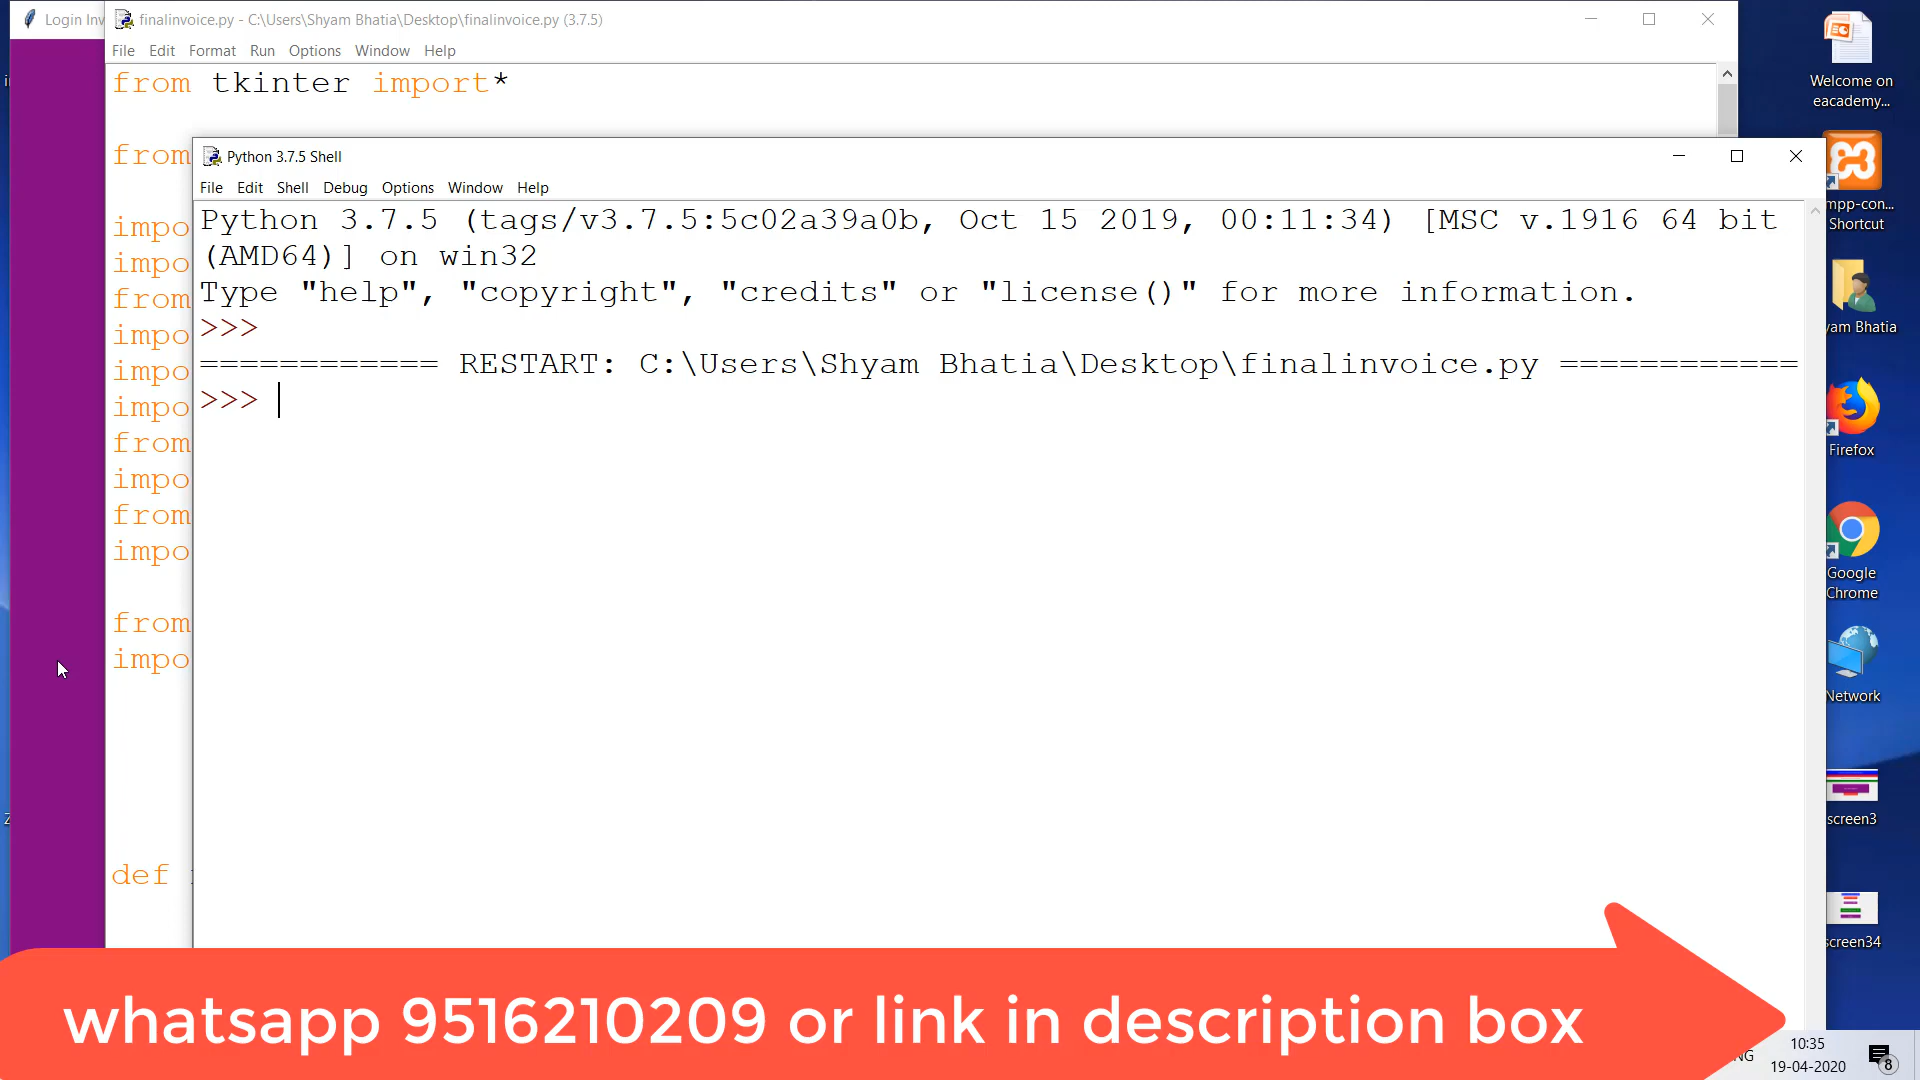 Login Inv
finalinvoice.py - C:\Users\Shyam Bhatia\Desktop\finalinvoice.py (3.7.5)
File Edit Format Run Options Window Help
from tkinter import*
from
impo
impo
from
impo
impo
impo
from
impo
from
impo
from
impo
def
Python 3.7.5 Shell
File Edit Shell Debug Options Window Help
Python 3.7.5 (tags/v3.7.5:5c02a39a0b, Oct 15 2019, 00:11:34) [MSC v.1916 64 bit
(AMD64)] on win32
Type "help", "copyright", "credits" or "license()" for more information.
>>>
============ RESTART: C:\Users\Shyam Bhatia\Desktop\finalinvoice.py ============
>>>
Welcome on
eacademy...
mpp-con...
Shortcut
yam Bhatia
Firefox
Google
Chrome
Network
screen3
screen34
whatsapp 9516210209 or link in description box
NG
10:35
19-04-2020
8